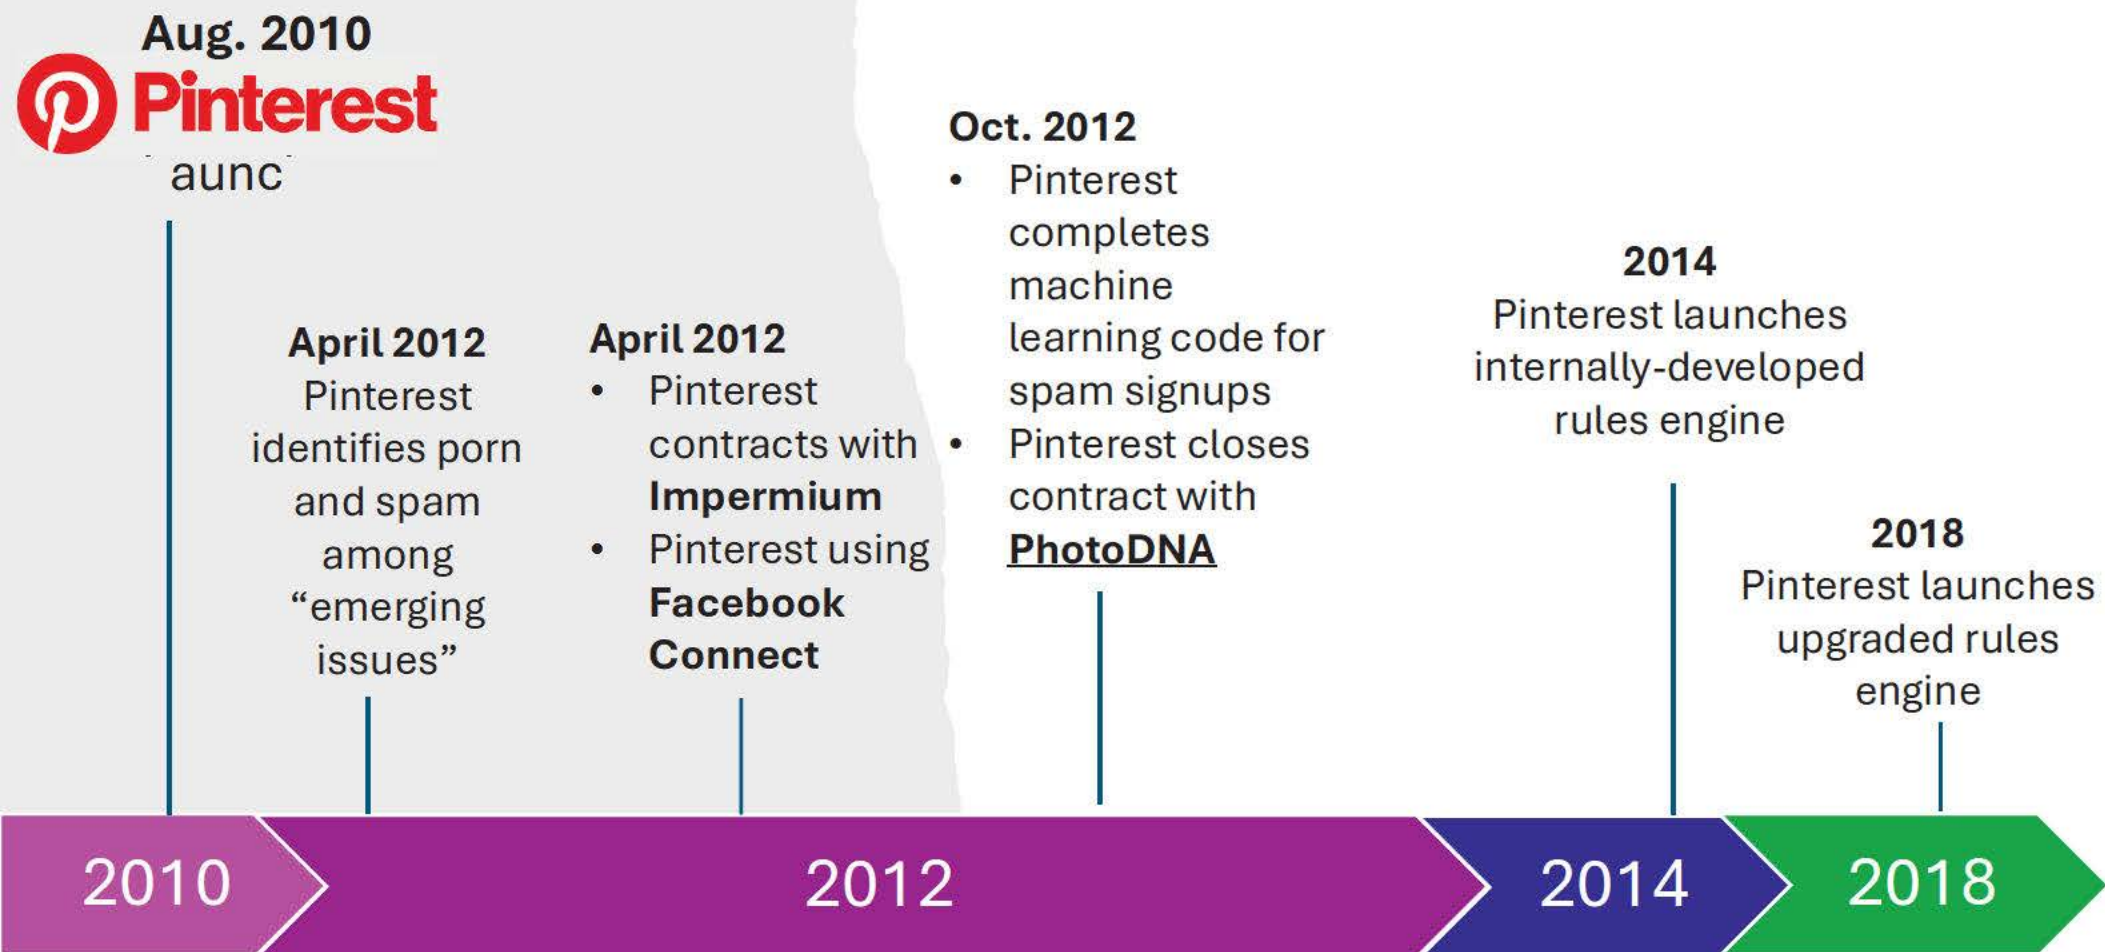 Aug. 2010
Pinterest
aunc
April 2012
Pinterest
identifies porn
and spam
among
“emerging
issues”
April 2012
• Pinterest
contracts with
Impermium
• Pinterest using
Facebook
Connect
Oct. 2012
• Pinterest
completes
machine
learning code for
spam signups
• Pinterest closes
contract with
PhotoDNA
2014
Pinterest launches
internally-developed
rules engine
2018
Pinterest launches
upgraded rules
engine
2010
2012
2014
2018